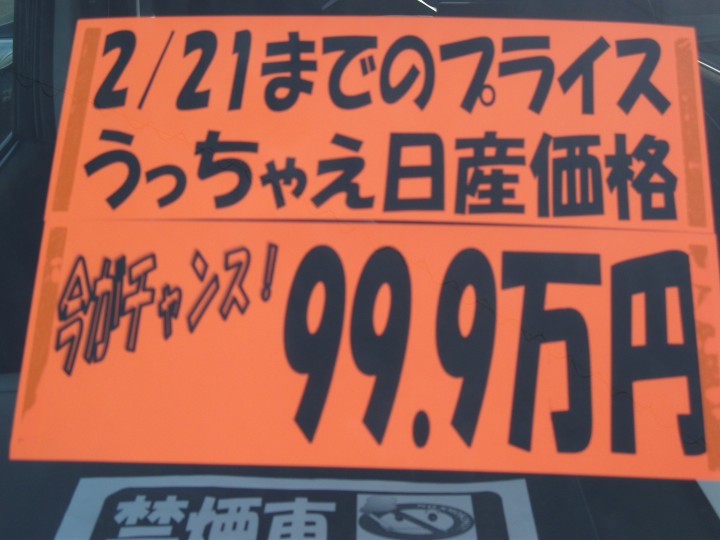 2/21までのプライス
うっちゃえ日産価格
今がチャンス!
99.9万円
禁煙車